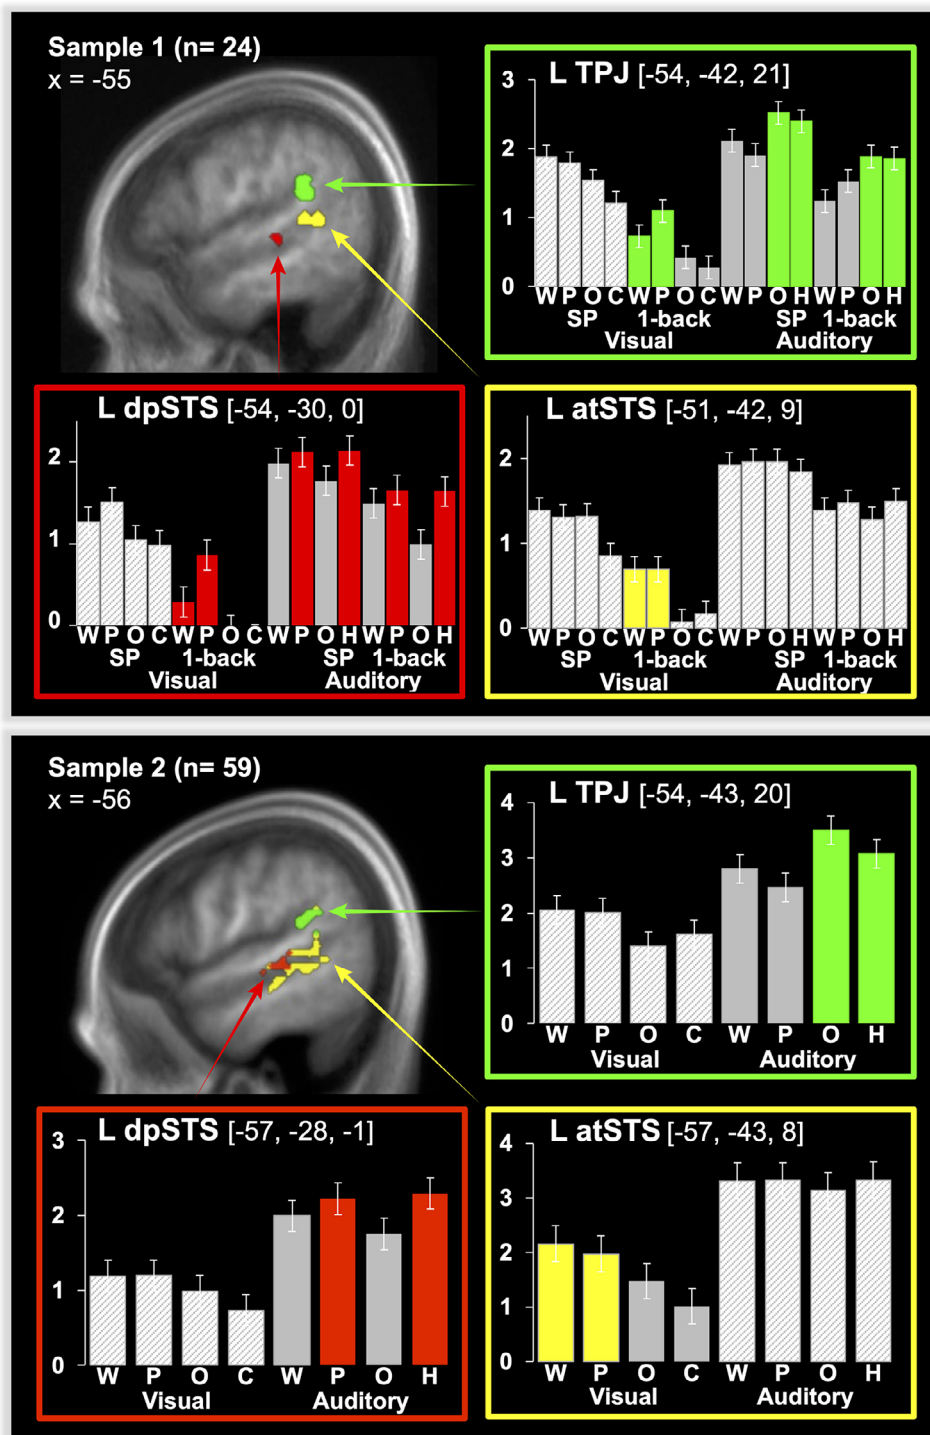 Sample 1 (n= 24)
x = -55
L TPJ [-54, -42, 21]
3
2
1
0
W P O C W P O C W P O H W P O H
SP 1-back SP 1-back
Visual Auditory
L dpSTS [-54, -30, 0]
2
1
0
W P O C W P O C W P O H W P O H
SP 1-back SP 1-back
Visual Auditory
L atSTS [-51, -42, 9]
2
1
0
W P O C W P O C W P O H W P O H
SP 1-back SP 1-back
Visual Auditory
Sample 2 (n= 59)
x = -56
L TPJ [-54, -43, 20]
4
3
2
1
0
W P O C W P O H
Visual Auditory
L dpSTS [-57, -28, -1]
3
2
1
0
W P O C W P O H
Visual Auditory
L atSTS [-57, -43, 8]
4
3
2
1
0
W P O C W P O H
Visual Auditory